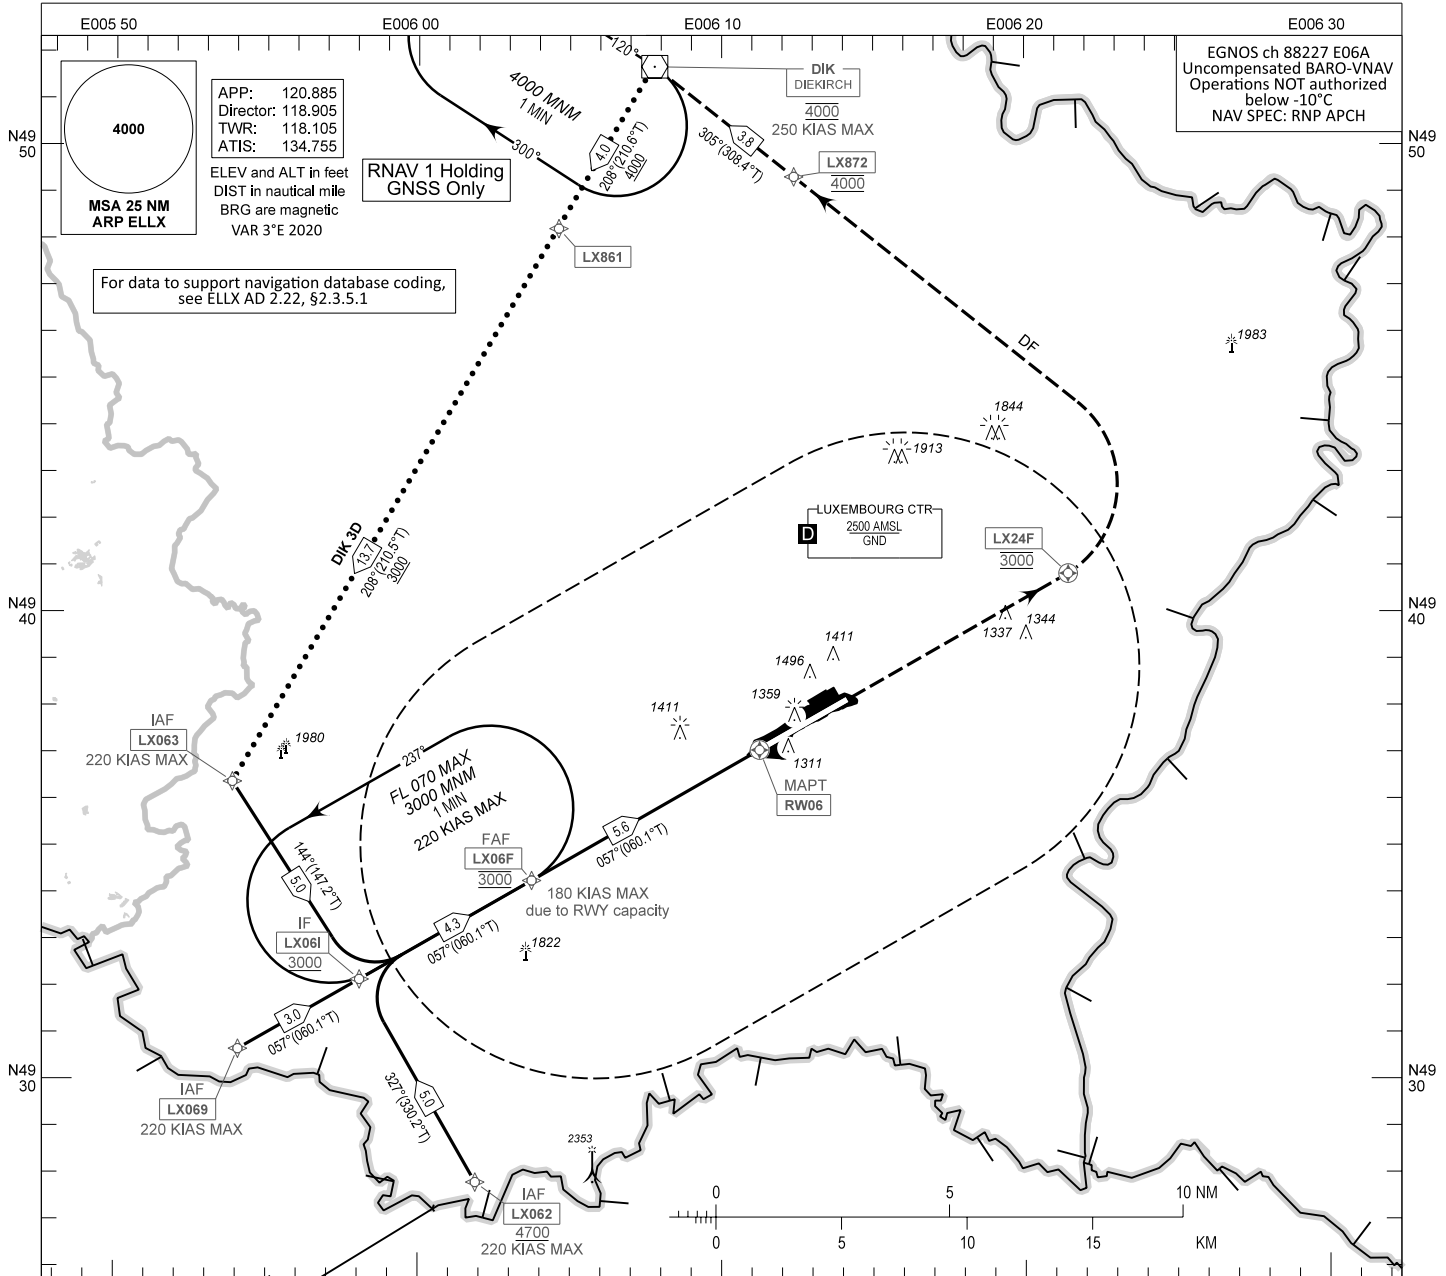 E005 50
E006 00
E006 10
E006 20
E006 30
4000
MSA 25 NM
ARP ELLX
APP: 120.885
Director: 118.905
TWR: 118.105
ATIS: 134.755
ELEV and ALT in feet
DIST in nautical mile
BRG are magnetic
VAR 3°E 2020
RNAV 1 Holding
GNSS Only
For data to support navigation database coding,
see ELLX AD 2.22, §2.3.5.1
EGNOS ch 88227 E06A
Uncompensated BARO-VNAV
Operations NOT authorized
below -10°C
NAV SPEC: RNP APCH
N49
50
N49
50
120°
DIK
DIEKIRCH
4000
250 KIAS MAX
4000 MNM
1 MIN
300°
4.0
208°(210.6°T)
4000
3.8
305°(308.4°T)
LX872
4000
LX861
1983
DF
1844
1913
LUXEMBOURG CTR
2500 AMSL
GND
D
LX24F
3000
DIK 3D
13.7
208°(210.5°T)
3000
N49
40
N49
40
1337
1344
1411
1496
1359
1411
1311
MAPT
RW06
IAF
LX063
220 KIAS MAX
1980
237°
FL 070 MAX
3000 MNM
1 MIN
220 KIAS MAX
5.6
057°(060.1°T)
FAF
LX06F
3000
180 KIAS MAX
due to RWY capacity
144°(147.2°T)
5.0
4.3
057°(060.1°T)
IF
LX06I
3000
1822
3.0
057°(060.1°T)
N49
30
N49
30
IAF
LX069
220 KIAS MAX
327°(330.2°T)
5.0
2353
IAF
LX062
4700
220 KIAS MAX
0
5
10 NM
0
5
10
15
KM